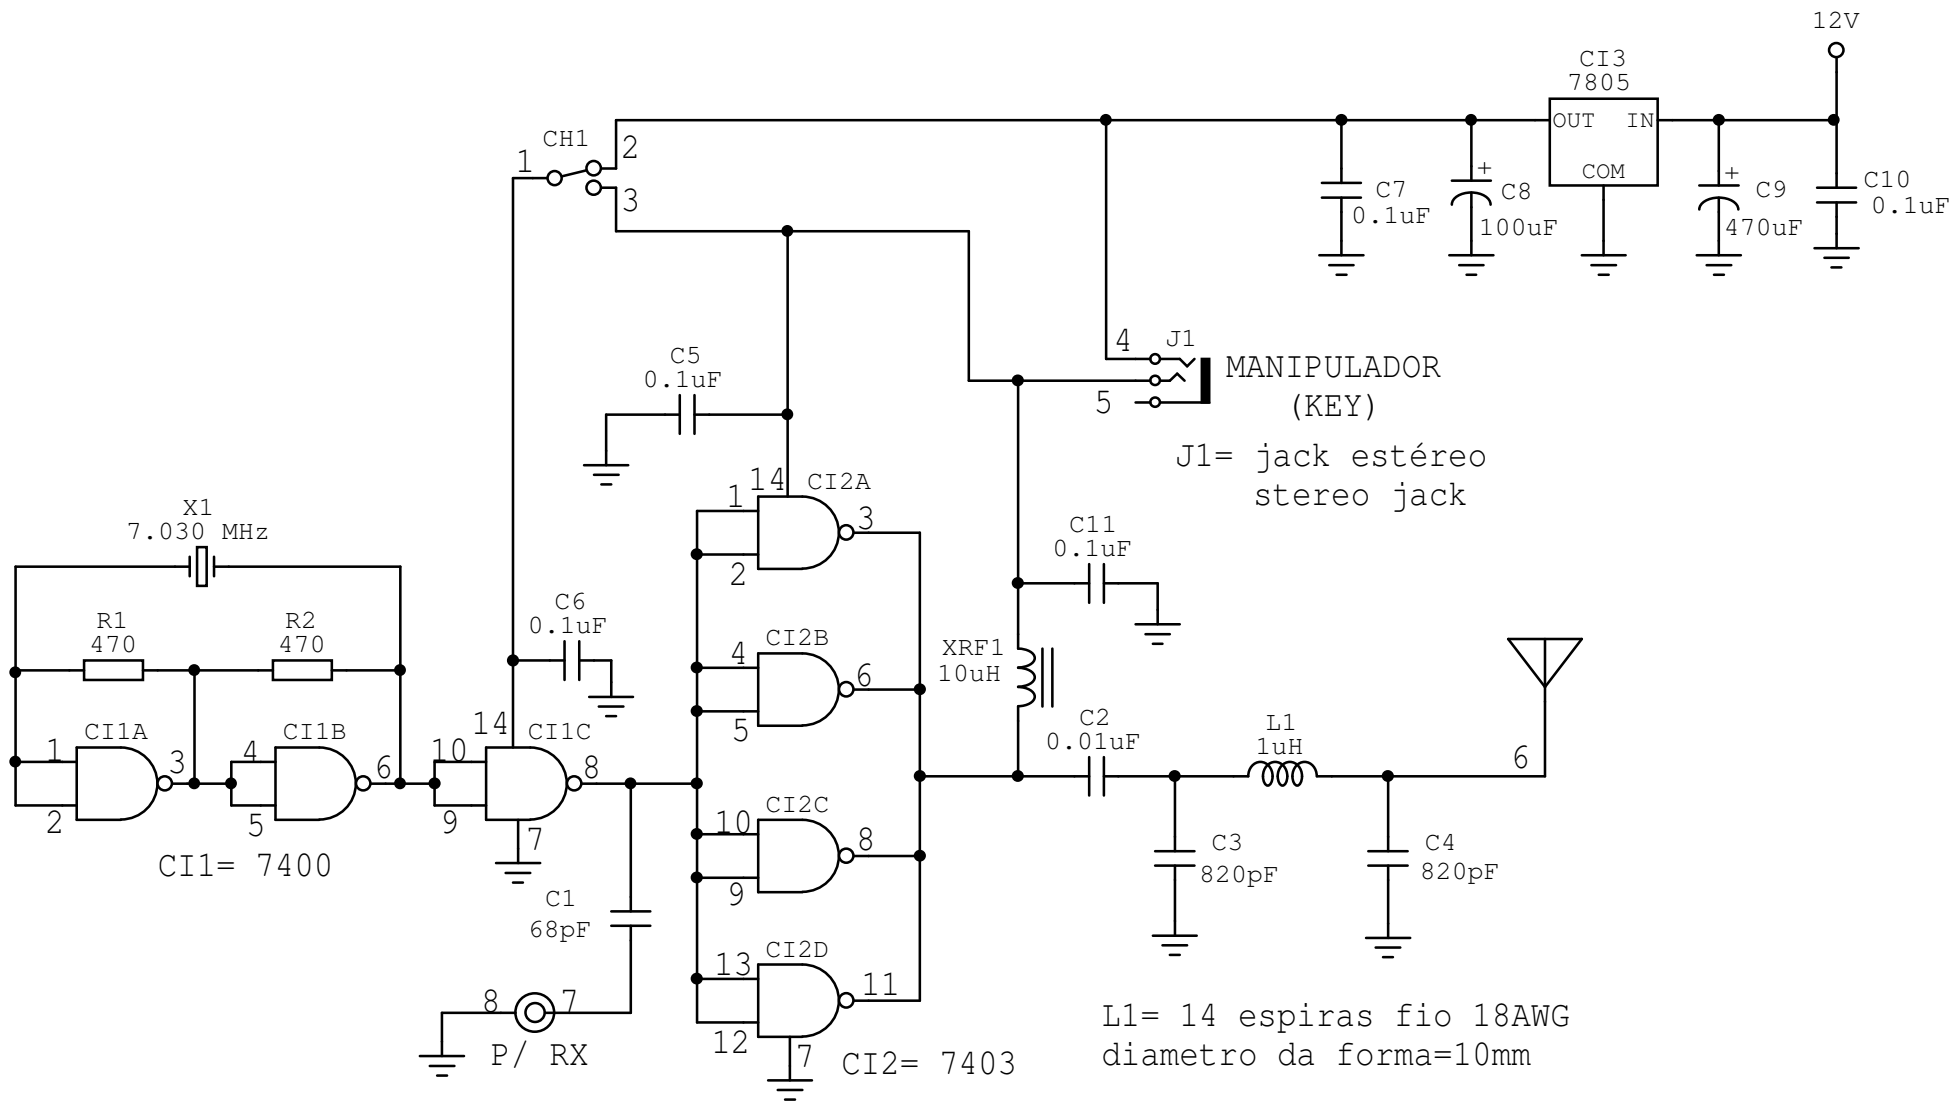 12V
CI3
7805
OUT IN
COM
CH1
1
2
3
C7
0.1uF
+
C8
100uF
+
C9
470uF
C10
0.1uF
4
J1
5
MANIPULADOR
(KEY)
J1= jack estéreo
stereo jack
C5
0.1uF
14
CI2A
1
2
3
X1
7.030 MHz
R1
470
R2
470
C6
0.1uF
C11
0.1uF
XRF1
10uH
CI2B
4
5
6
CI1A
1
2
3
CI1B
4
5
6
14
CI1C
10
9
8
7
CI1= 7400
C2
0.01uF
L1
1uH
6
CI2C
10
9
8
C3
820pF
C4
820pF
C1
68pF
CI2D
13
12
11
7
8
7
P/ RX
CI2= 7403
L1= 14 espiras fio 18AWG
diametro da forma=10mm